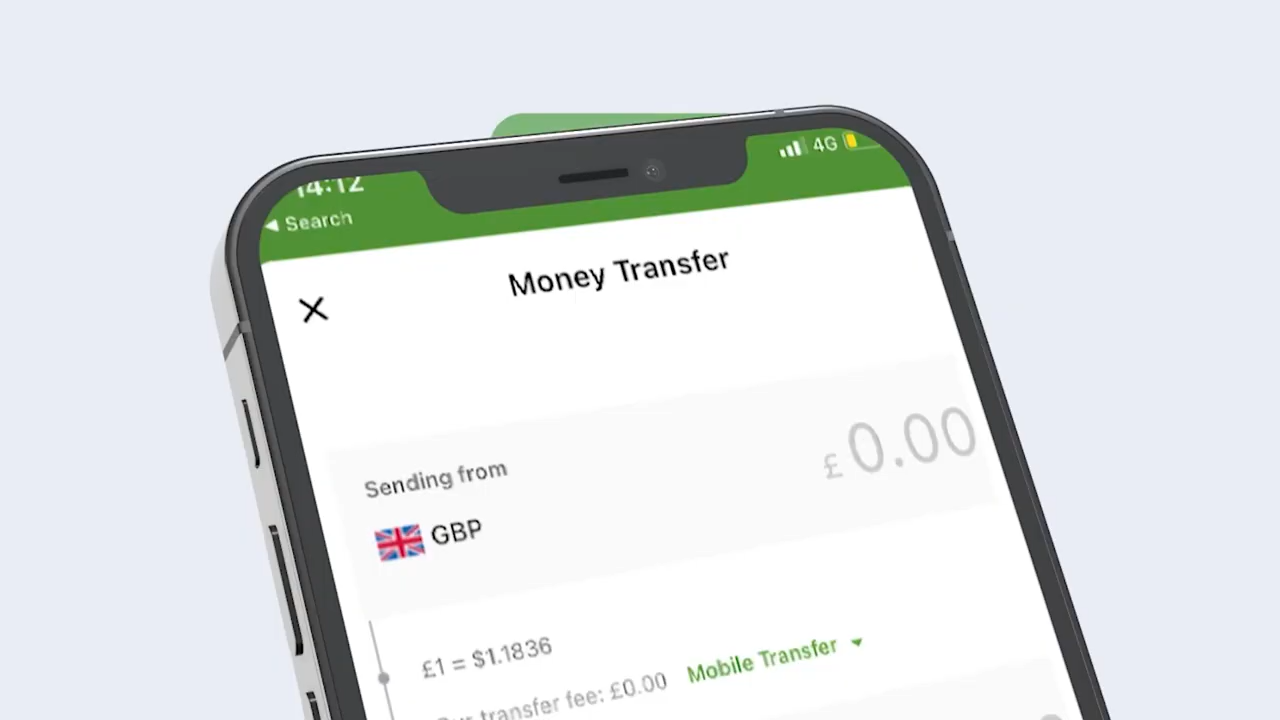 14:12
4G
Search
Money Transfer
Sending from
£ 0.00
GBP
£1 = $1.1836
Our transfer fee: £0.00 Mobile Transfer